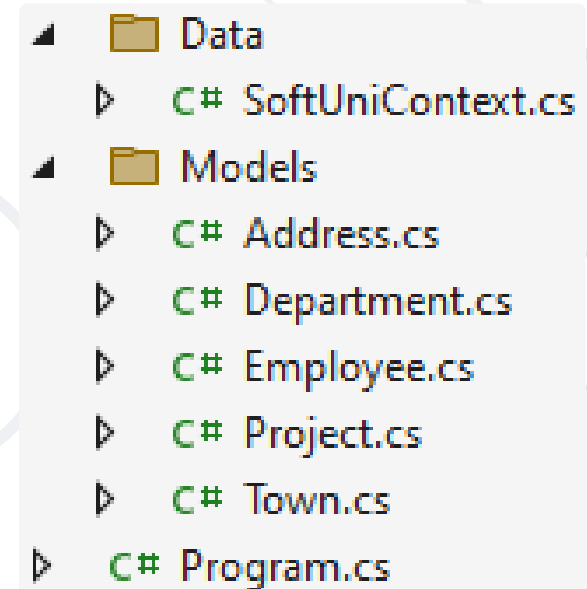 Data
C# SoftUniContext.cs
Models
C# Address.cs
C# Department.cs
C# Employee.cs
C# Project.cs
C# Town.cs
C# Program.cs